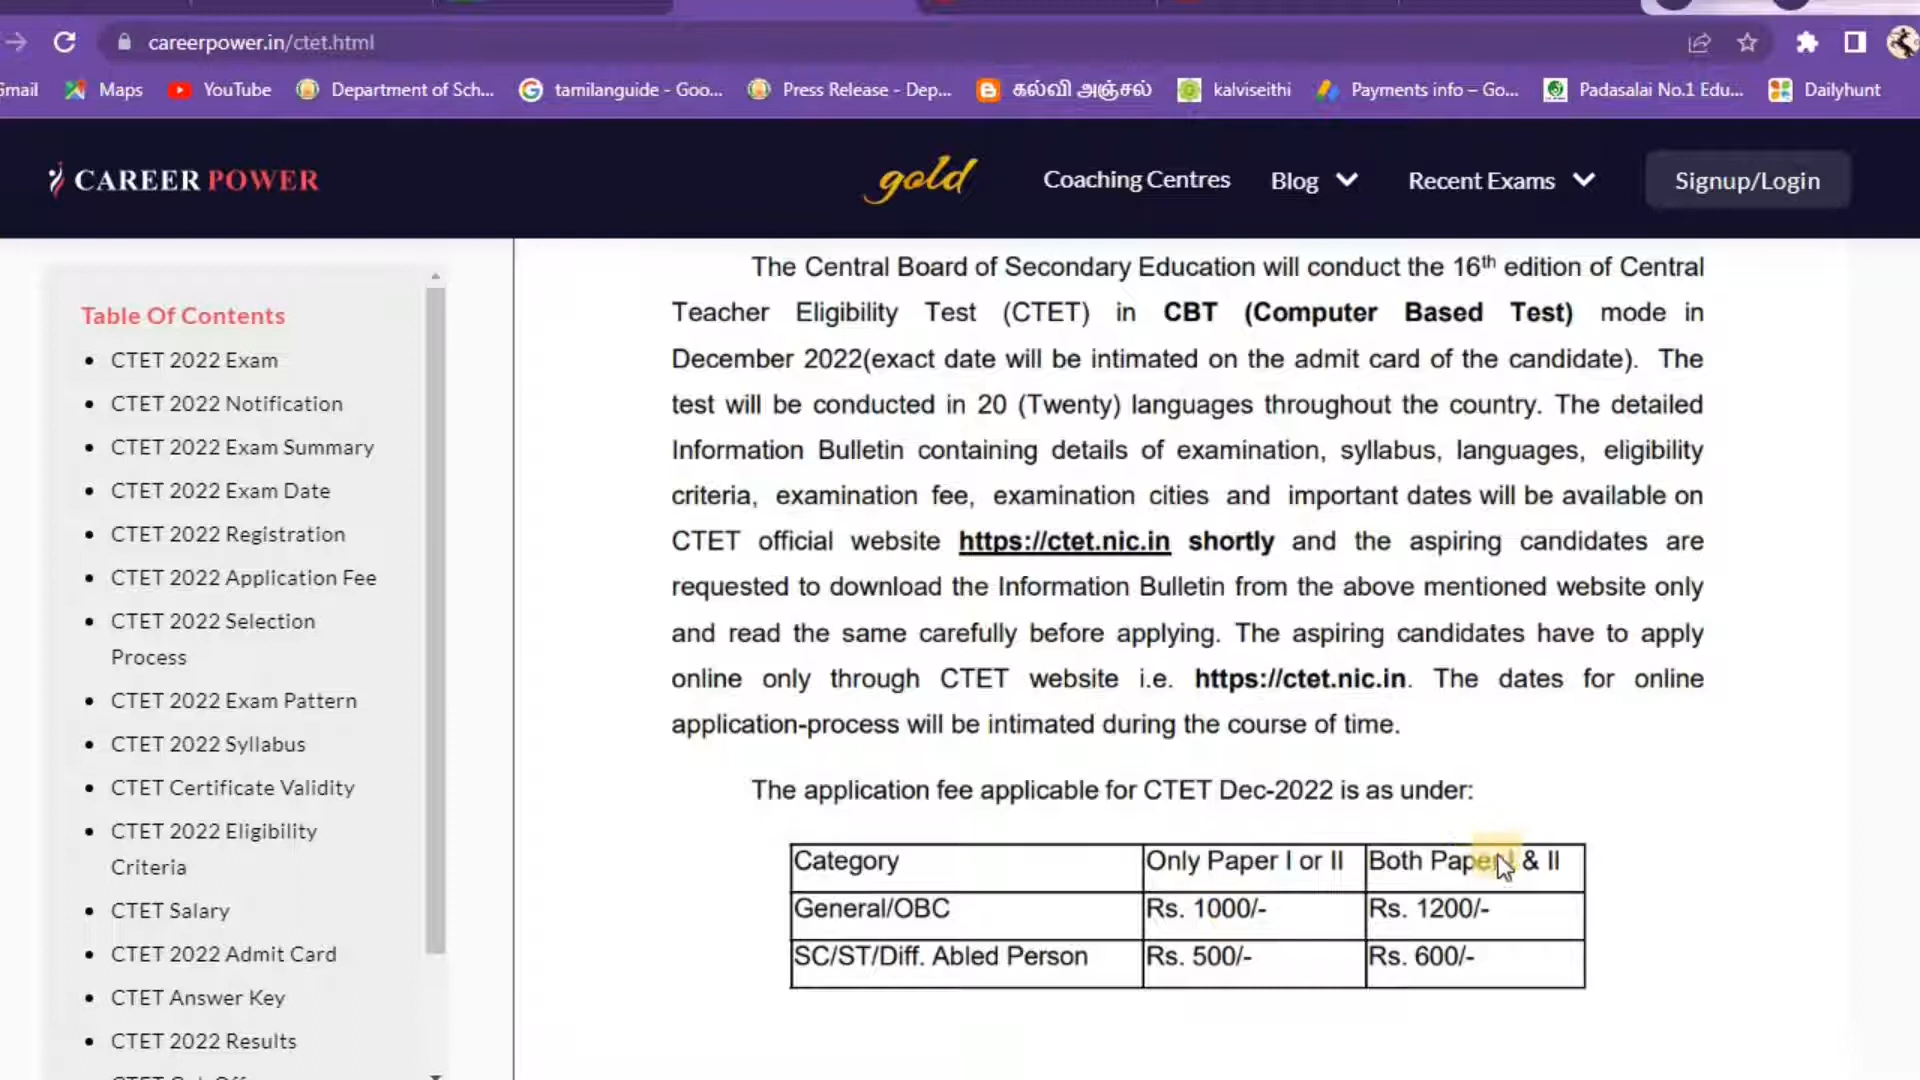 careerpower.in/ctet.html
Gmail Maps YouTube Department of Sch... tamilanguide - Goo... Press Release - Dep... கல்வி அஞ்சல் kalviseithi Payments info – Go... Padasalai No.1 Edu... Dailyhunt
CAREER POWER gold Coaching Centres Blog Recent Exams Signup/Login
Table Of Contents
CTET 2022 Exam
CTET 2022 Notification
CTET 2022 Exam Summary
CTET 2022 Exam Date
CTET 2022 Registration
CTET 2022 Application Fee
CTET 2022 Selection
Process
CTET 2022 Exam Pattern
CTET 2022 Syllabus
CTET Certificate Validity
CTET 2022 Eligibility
Criteria
CTET Salary
CTET 2022 Admit Card
CTET Answer Key
CTET 2022 Results
The Central Board of Secondary Education will conduct the 16th edition of Central
Teacher Eligibility Test (CTET) in CBT (Computer Based Test) mode in
December 2022(exact date will be intimated on the admit card of the candidate). The
test will be conducted in 20 (Twenty) languages throughout the country. The detailed
Information Bulletin containing details of examination, syllabus, languages, eligibility
criteria, examination fee, examination cities and important dates will be available on
CTET official website https://ctet.nic.in shortly and the aspiring candidates are
requested to download the Information Bulletin from the above mentioned website only
and read the same carefully before applying. The aspiring candidates have to apply
online only through CTET website i.e. https://ctet.nic.in. The dates for online
application-process will be intimated during the course of time.
The application fee applicable for CTET Dec-2022 is as under:
Category Only Paper I or II Both Paper I & II
General/OBC Rs. 1000/- Rs. 1200/-
SC/ST/Diff. Abled Person Rs. 500/- Rs. 600/-